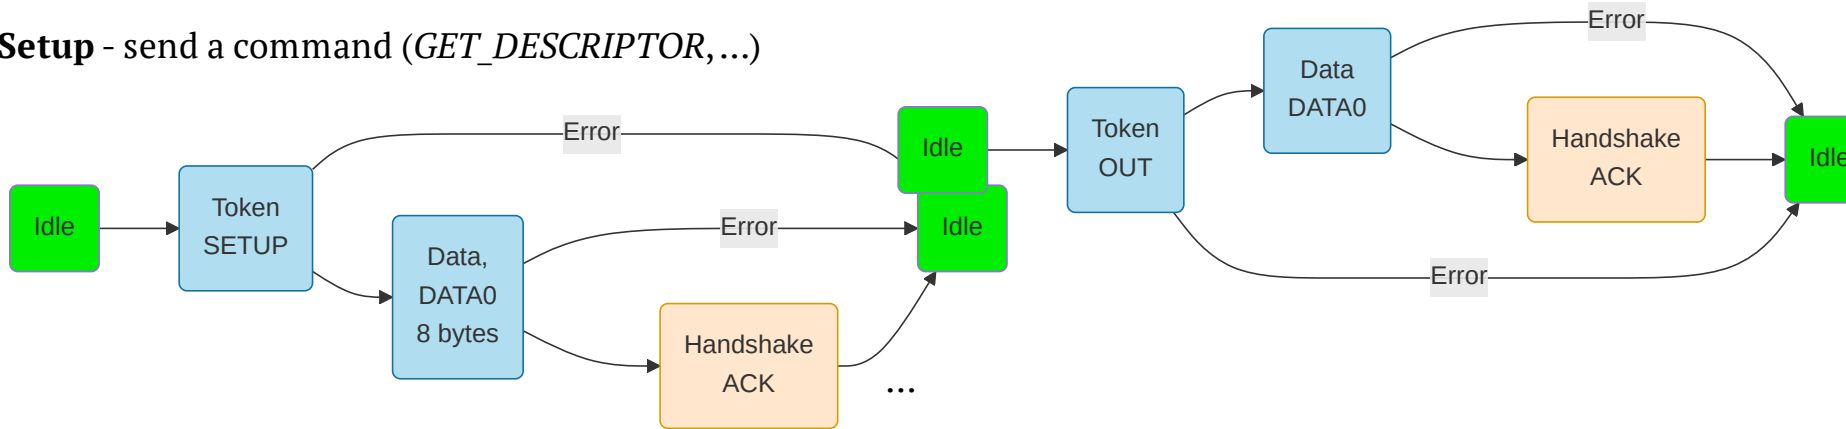 Setup - send a command (GET_DESCRIPTOR, ...)
Idle
Token
SETUP
Error
Data,
DATA0
8 bytes
Error
Handshake
ACK
Idle
Idle
...
Token
OUT
Data
DATA0
Error
Handshake
ACK
Error
Idle